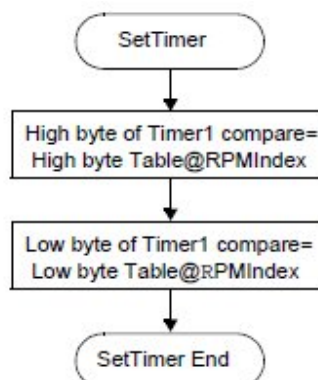 SetTimer
High byte of Timer1 compare=
High byte Table@RPMIndex
Low byte of Timer1 compare=
Low byte Table@RPMIndex
SetTimer End